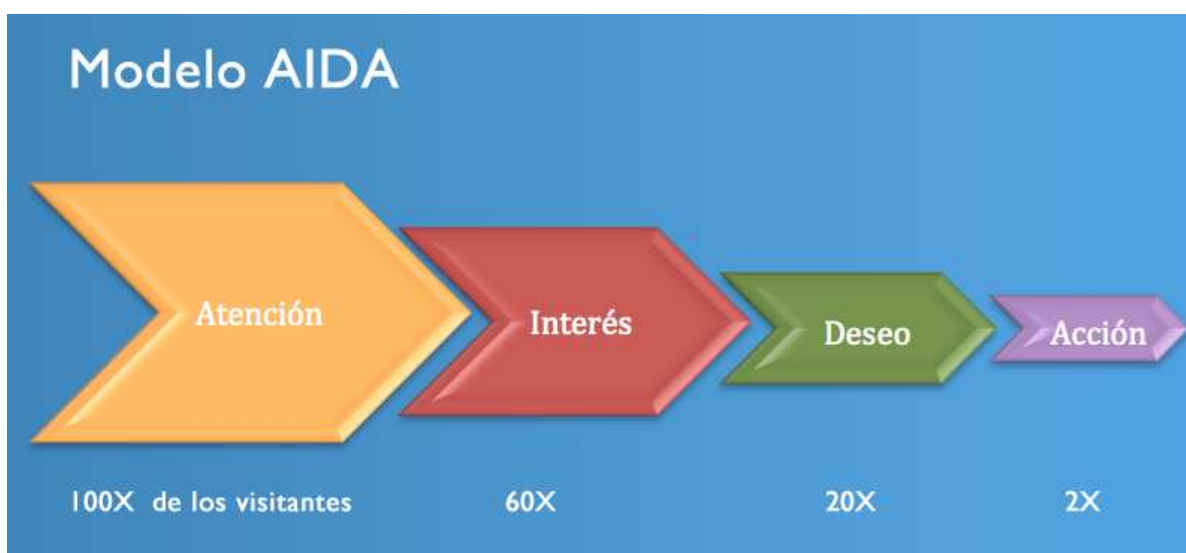 Modelo AIDA
Atención
Interés
Deseo
Acción
100X de los visitantes
60X
20X
2X